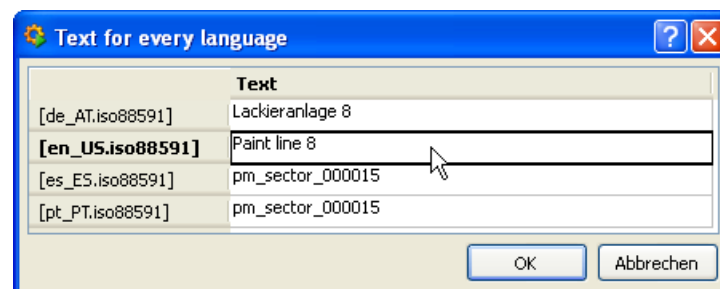 Text for every language
Text
[de_AT.iso88591] Lackieranlage 8
[en_US.iso88591] Paint line 8
[es_ES.iso88591] pm_sector_000015
[pt_PT.iso88591] pm_sector_000015
OK Abbrechen